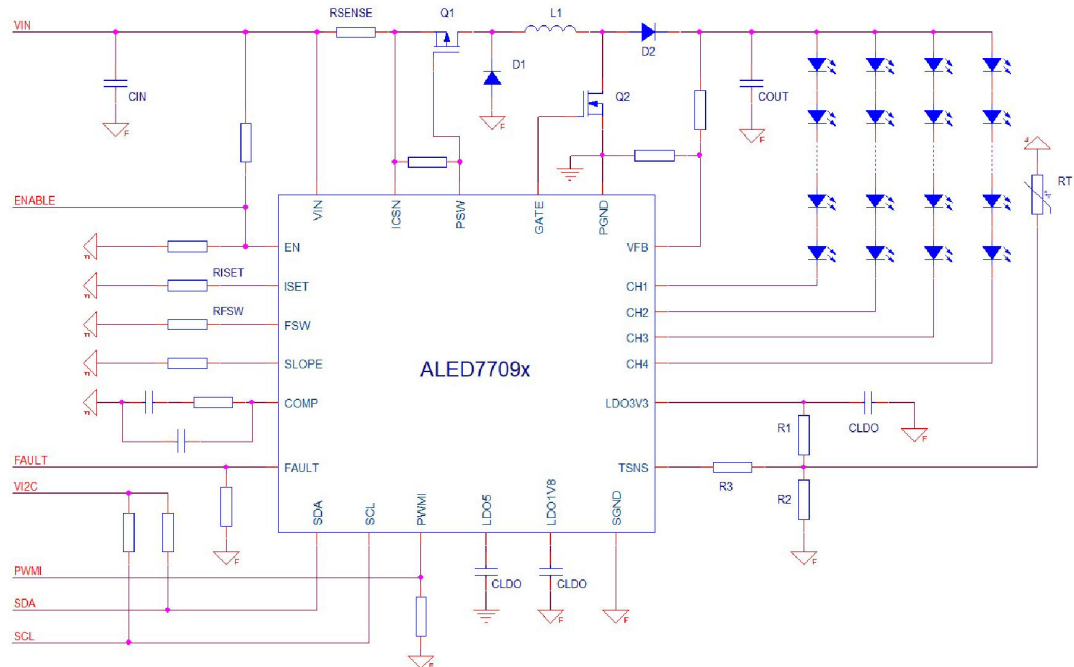 VIN
RSENSE
Q1
L1
D2
D1
CIN
Q2
COUT
RT
ENABLE
VIN
ICSN
PSW
GATE
PGND
EN
VFB
RISET
ISET
CH1
RFSW
FSW
CH2
CH3
SLOPE
CH4
ALED7709x
COMP
LDO3V3
R1
CLDO
FAULT
FAULT
TSNS
R3
R2
VI2C
SDA
SCL
PWMI
LDO5
LDO1V8
SGND
PWMI
CLDO
CLDO
SDA
SCL